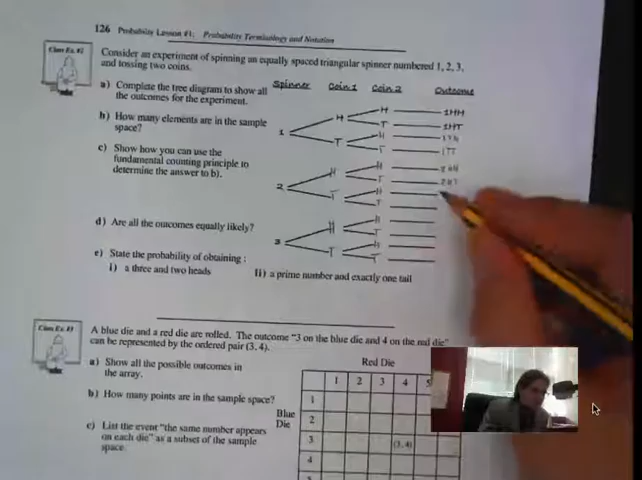 126 Probability Lesson #1: Probability Terminology and Notation
Class Ex. #2
Consider an experiment of spinning an equally spaced triangular spinner numbered 1, 2, 3,
and tossing two coins.
a) Complete the tree diagram to show all
the outcomes for the experiment.
Spinner Coin 1 Coin 2 Outcome
b) How many elements are in the sample
space?
c) Show how you can use the
fundamental counting principle to
determine the answer to b).
d) Are all the outcomes equally likely?
e) State the probability of obtaining :
i) a three and two heads
ii) a prime number and exactly one tail
1 H H 1HH
T 1HT
T H 1TH
T 1TT
2 H H 2HH
T 2HT
T H
T
3 H H
T
T H
T
Class Ex. #3
A blue die and a red die are rolled. The outcome "3 on the blue die and 4 on the red die"
can be represented by the ordered pair (3, 4).
a) Show all the possible outcomes in
the array.
b) How many points are in the sample space?
c) List the event "the same number appears
on each die" as a subset of the sample
space.
Red Die
1 2 3 4 5
Blue
Die
1
2
3 (3, 4)
4